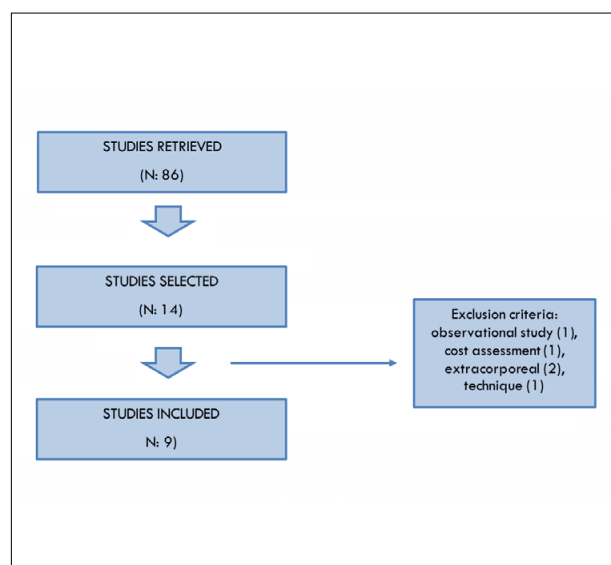 STUDIES RETRIEVED
(N: 86)
STUDIES SELECTED
(N: 14)
Exclusion criteria:
observational study (1),
cost assessment (1),
extracorporeal (2),
technique (1)
STUDIES INCLUDED
N: 9)